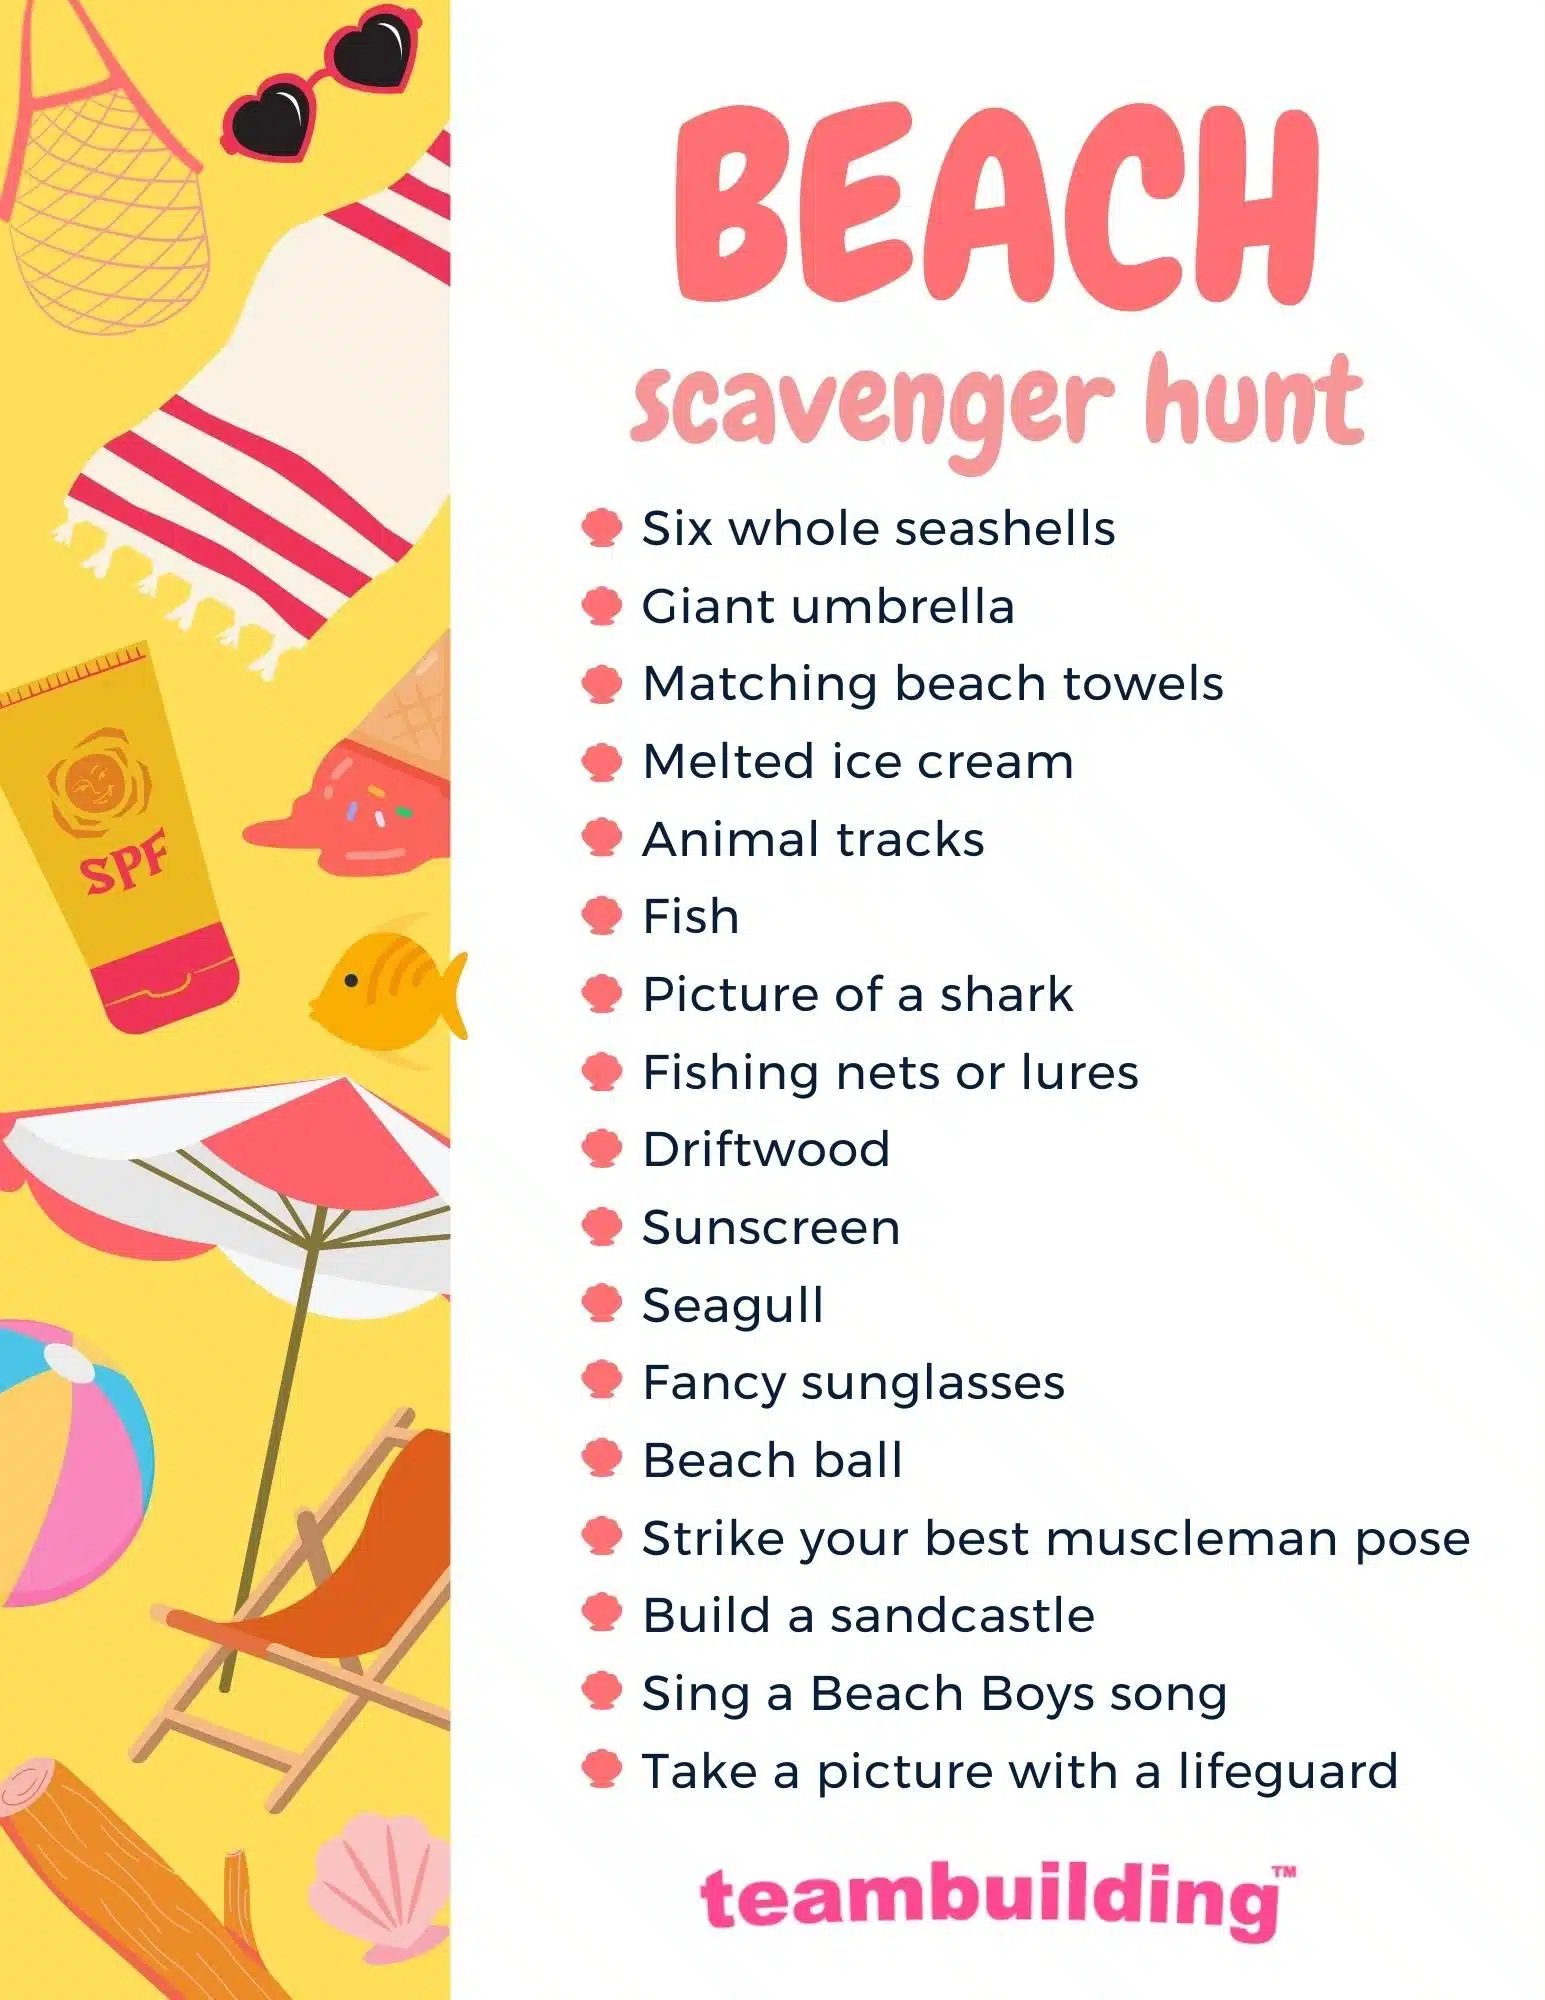 BEACH
scavenger hunt
Six whole seashells
Giant umbrella
Matching beach towels
Melted ice cream
Animal tracks
Fish
Picture of a shark
Fishing nets or lures
Driftwood
Sunscreen
Seagull
Fancy sunglasses
Beach ball
Strike your best muscleman pose
Build a sandcastle
Sing a Beach Boys song
Take a picture with a lifeguard
SPF
teambuilding™